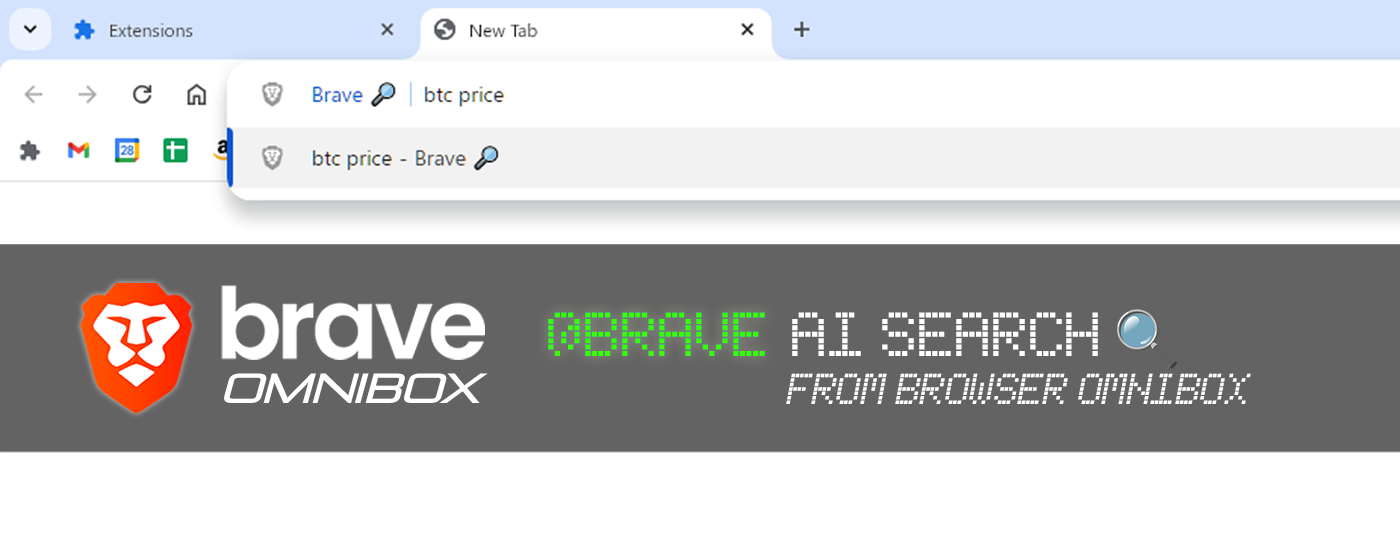 Extensions
New Tab
Brave btc price
28
a
btc price - Brave
brave
OMNIBOX
@BRAVE AI SEARCH
FROM BROWSER OMNIBOX